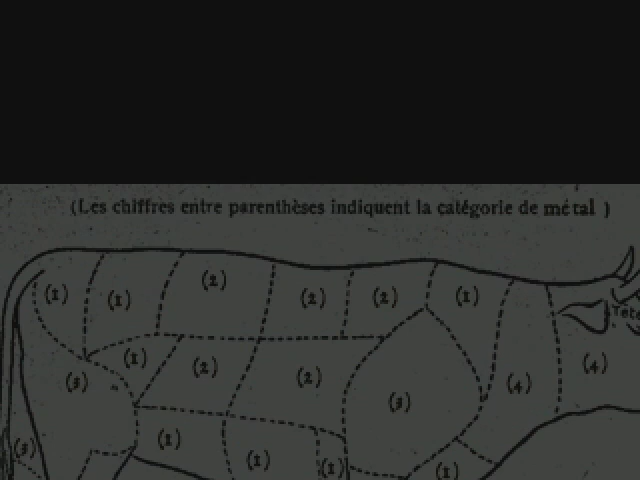 (Les chiffres entre parenthèses indiquent la catégorie de métal )
(1) (1) (2) (2) (2) (1)
Tête
(1) (2) (2) (4) (4)
(3) (3)
(1) (1) (1) (1)
(3)